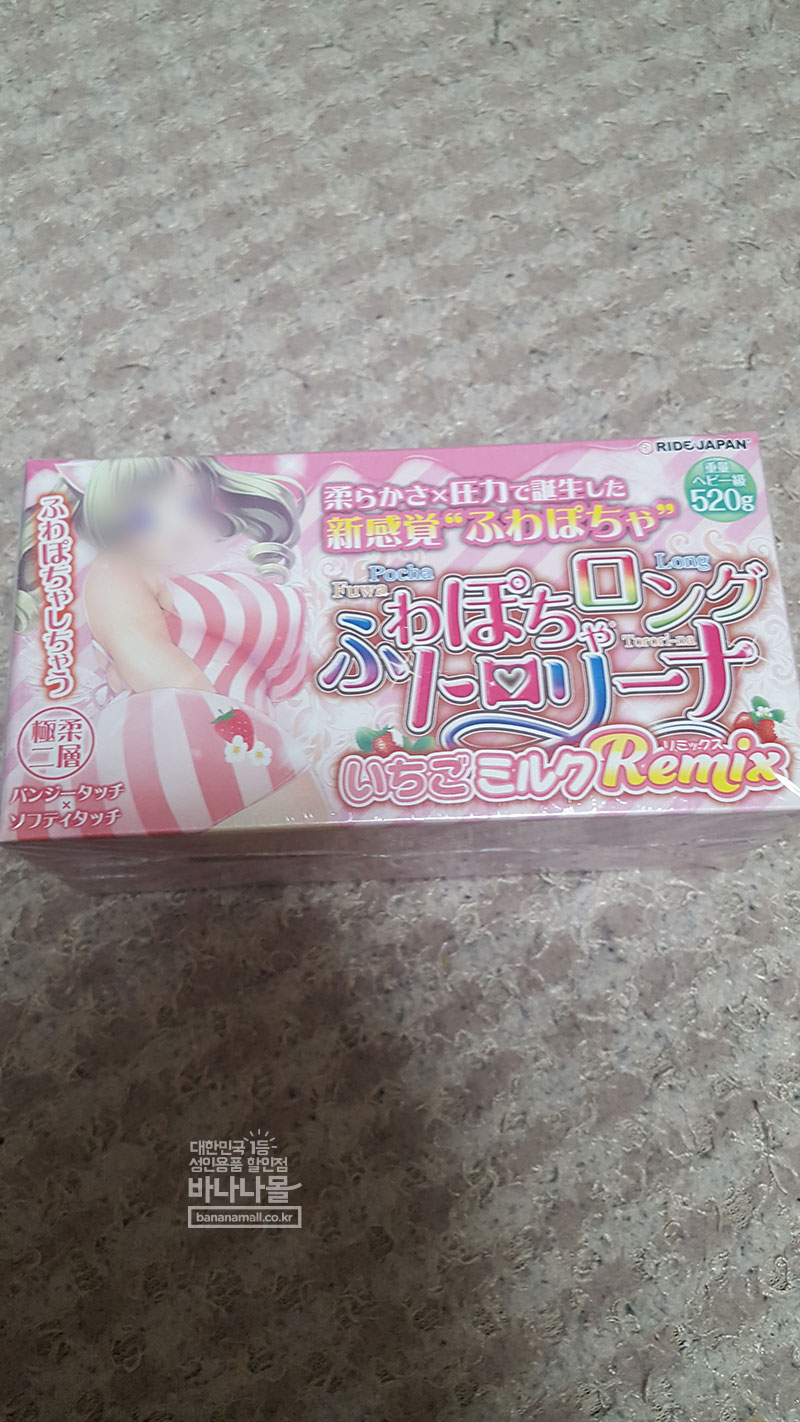 RIDE JAPAN
重量
ヘビー級
520g
柔らかさ×圧力で誕生した
新感覚“ふわぽちゃ”
Fuwa Pocha Long
ふわぽちゃロング
Torori-na
トロリーナ
いちごミルクRemix
リミックス
ふわぽちゃしちゃう
極柔
二層
バンジータッチ
×
ソフティタッチ
대한민국 1등
성인용품 할인점
바나나몰
bananamall.co.kr